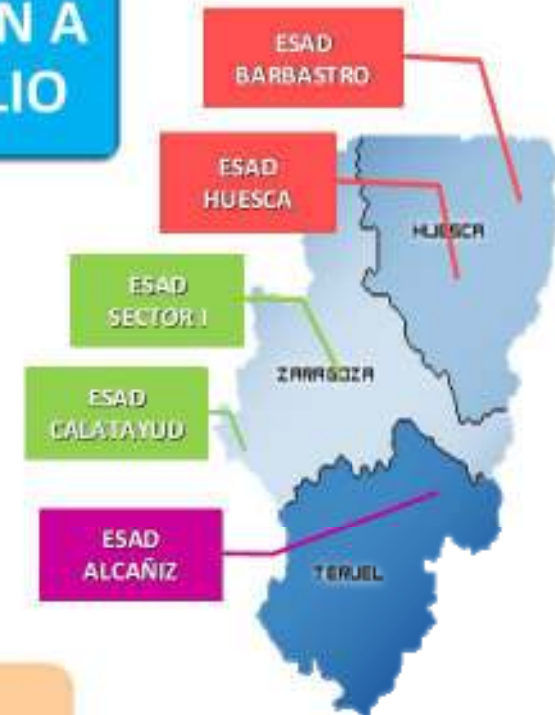 N A
LIO
ESAD
BARBASTRO
ESAD
HUESCA
HUESCA
ESAD
SECTOR I
ZARAGOZA
ESAD
CALATAYUD
ESAD
ALCAÑIZ
TERUEL